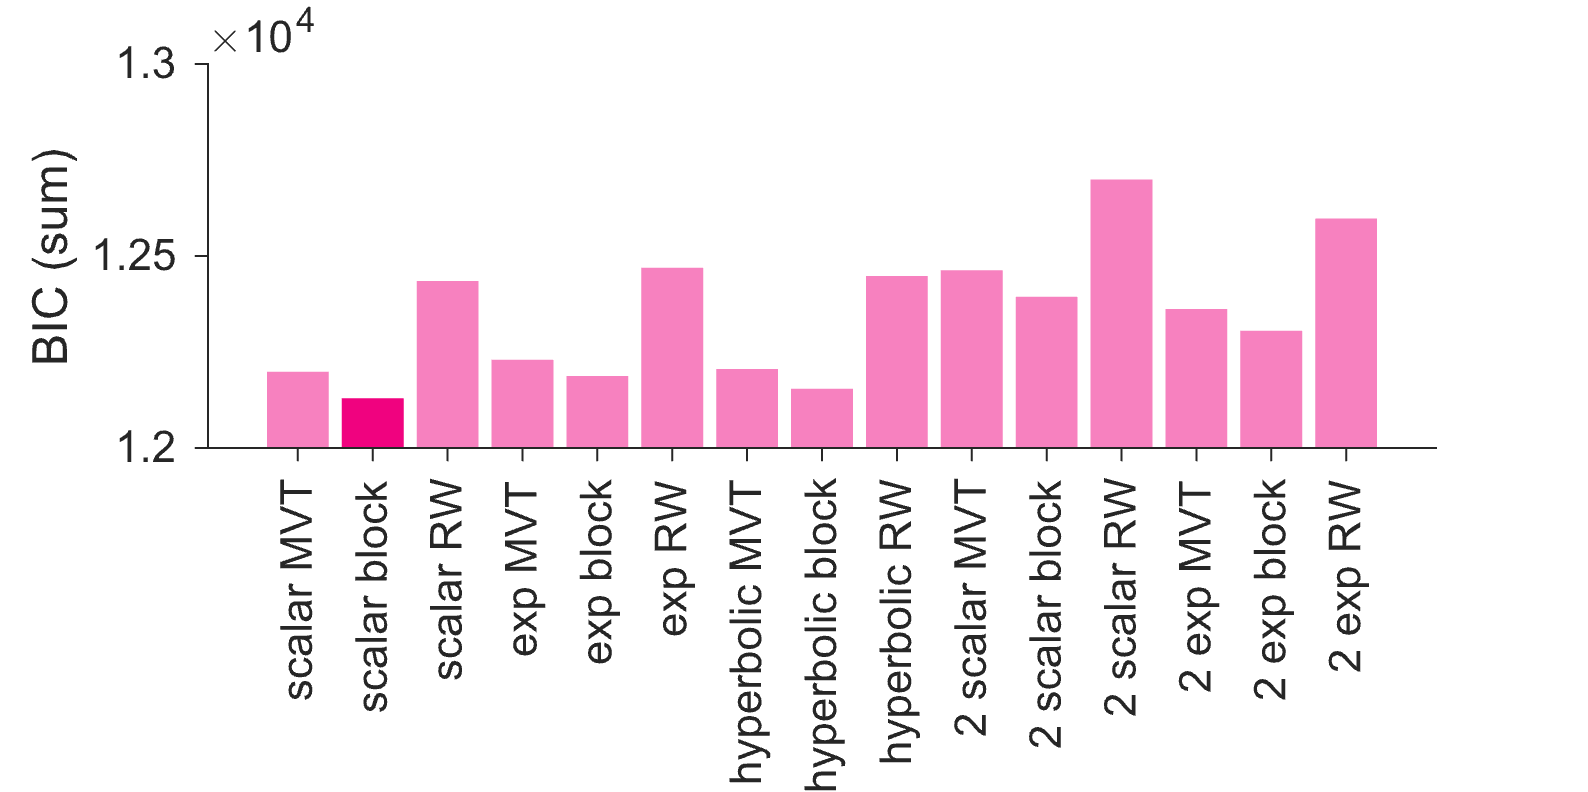 ×10⁴
1.3
1.25
1.2
BIC (sum)
scalar MVT
scalar block
scalar RW
exp MVT
exp block
exp RW
hyperbolic MVT
hyperbolic block
hyperbolic RW
2 scalar MVT
2 scalar block
2 scalar RW
2 exp MVT
2 exp block
2 exp RW